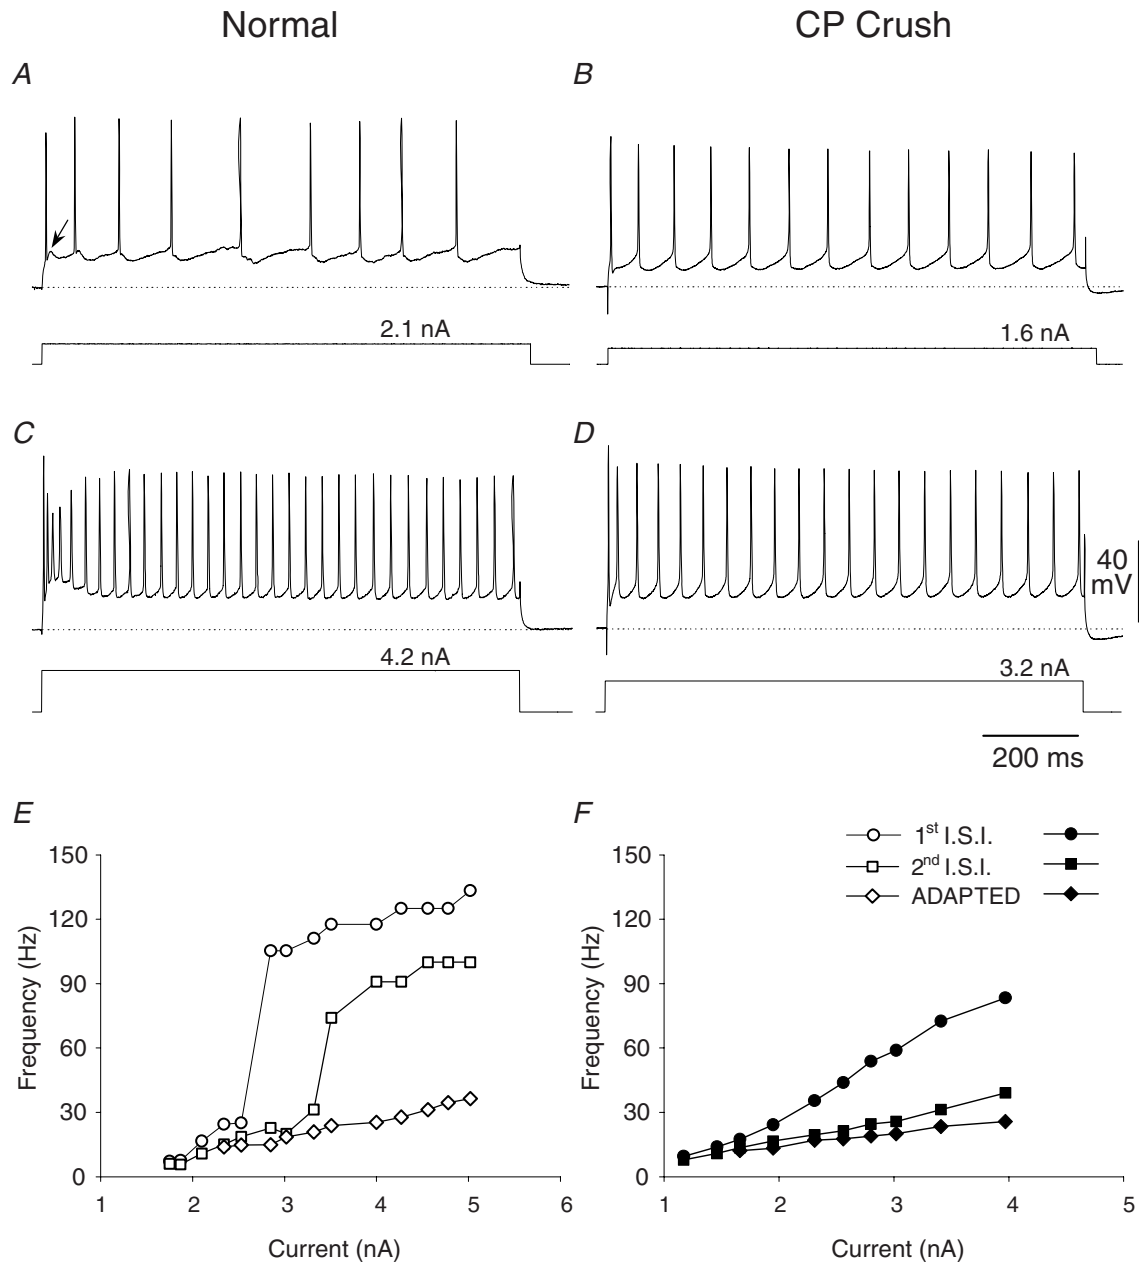 Normal
CP Crush
A
B
2.1 nA
1.6 nA
C
D
40
mV
4.2 nA
3.2 nA
200 ms
E
F
1st I.S.I.
2nd I.S.I.
ADAPTED
150
120
90
60
30
0
Frequency (Hz)
1 2 3 4 5 6
Current (nA)
150
120
90
60
30
0
Frequency (Hz)
1 2 3 4 5
Current (nA)